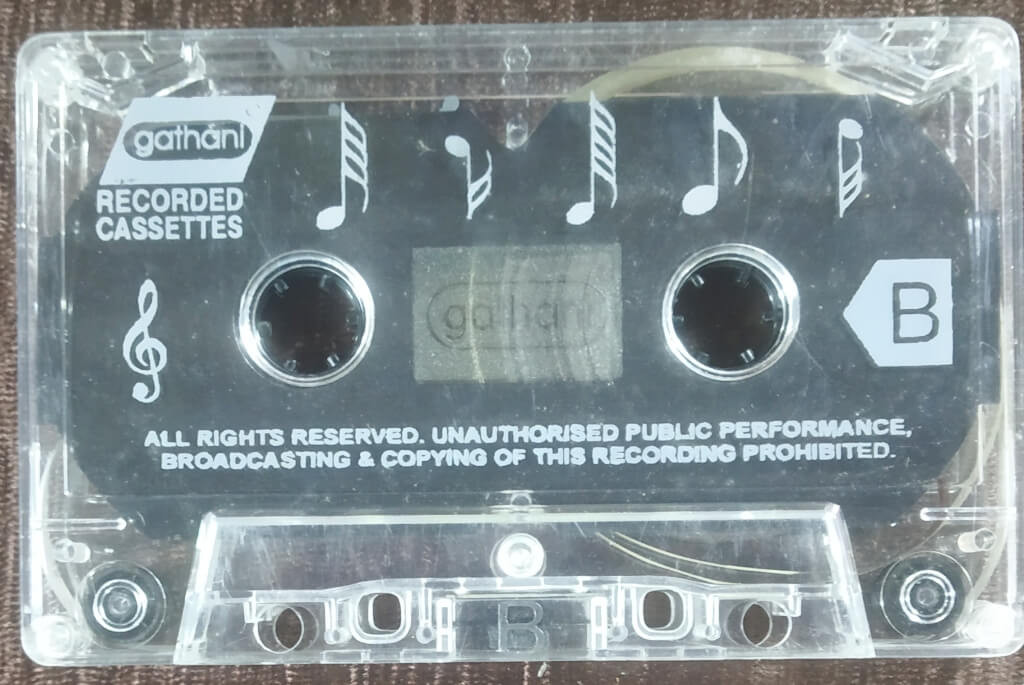 gathani
RECORDED
CASSETTES
gathani
B
ALL RIGHTS RESERVED. UNAUTHORISED PUBLIC PERFORMANCE,
BROADCASTING & COPYING OF THIS RECORDING PROHIBITED.
B